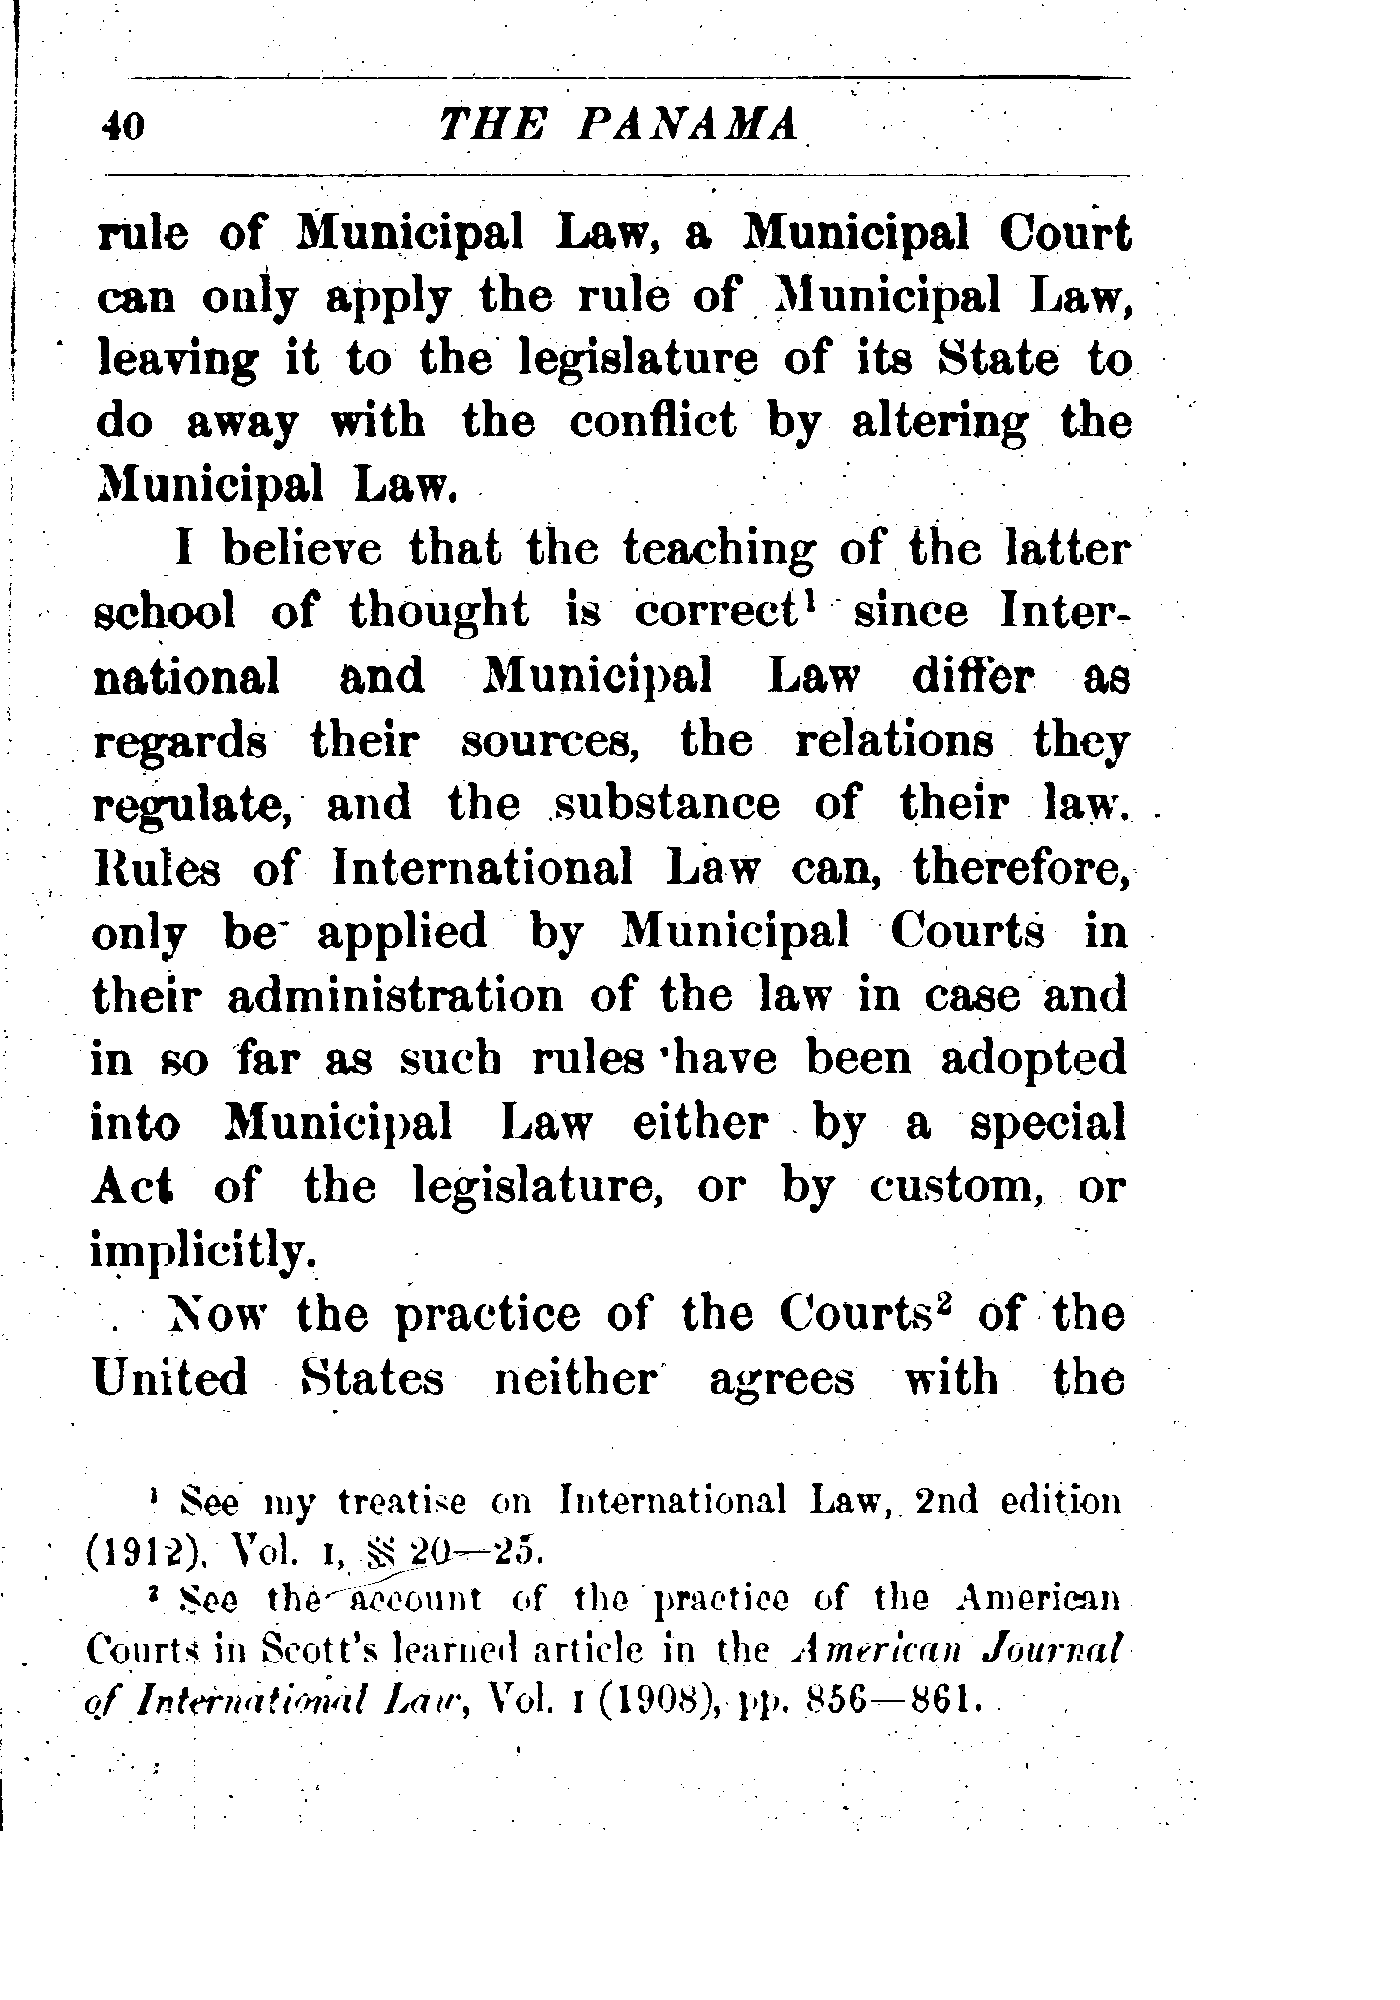 40 THE PANAMA
rule of Municipal Law, a Municipal Court
can only apply the rule of Municipal Law,
leaving it to the legislature of its State to
do away with the conflict by altering the
Municipal Law.
I believe that the teaching of the latter
school of thought is correct¹ since Inter-
national and Municipal Law differ as
regards their sources, the relations they
regulate, and the substance of their law.
Rules of International Law can, therefore,
only be applied by Municipal Courts in
their administration of the law in case and
in so far as such rules have been adopted
into Municipal Law either by a special
Act of the legislature, or by custom, or
implicitly.
Now the practice of the Courts² of the
United States neither agrees with the
¹ See my treatise on International Law, 2nd edition
(1912), Vol. I, §§ 20—25.
² See the account of the practice of the American
Courts in Scott's learned article in the American Journal
of International Law, Vol. I (1908), pp. 856—861.